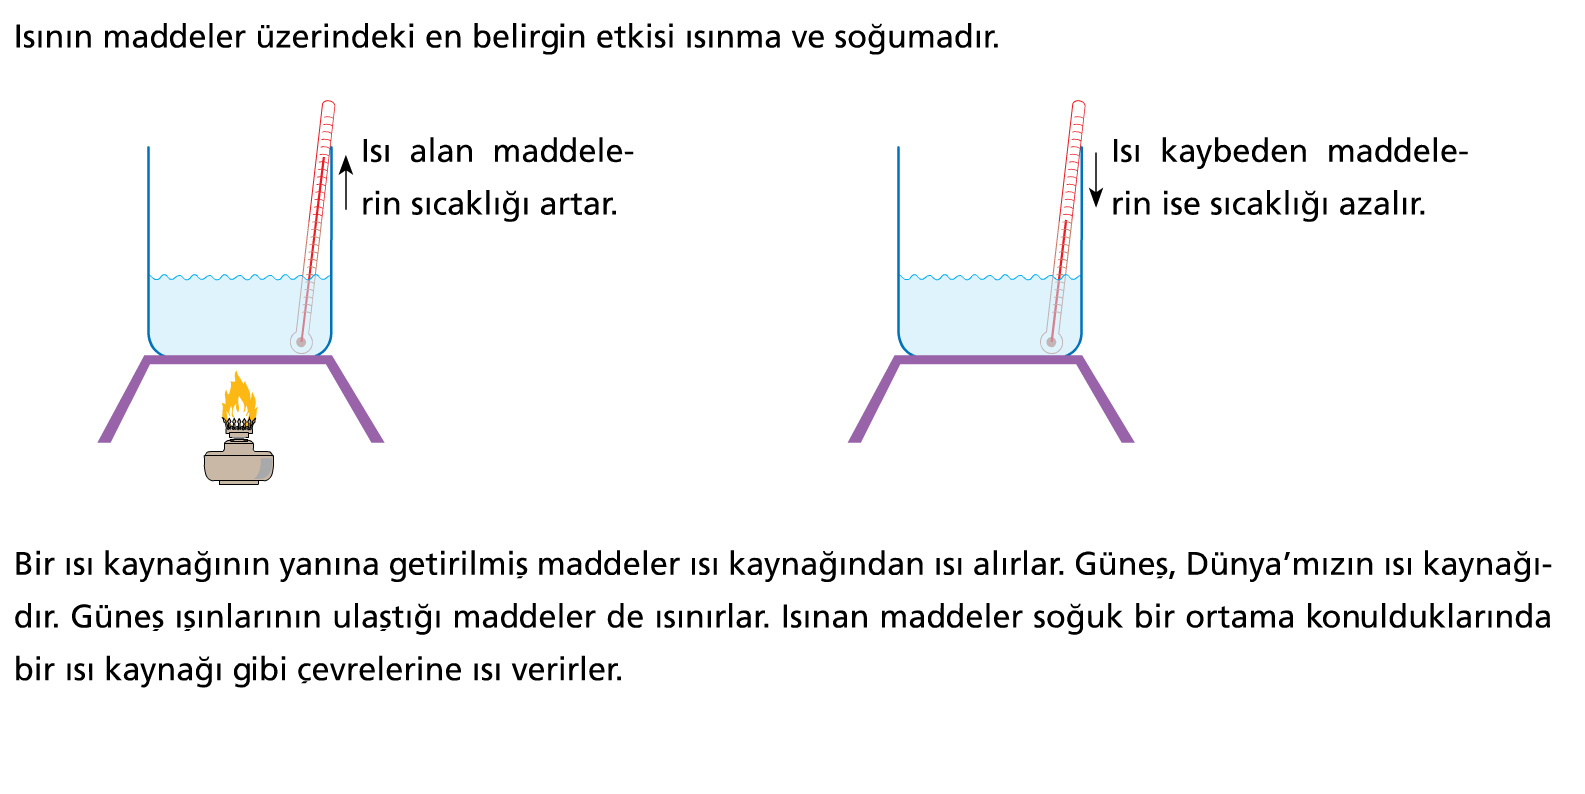 Isının maddeler üzerindeki en belirgin etkisi ısınma ve soğumadır.
Isı alan maddele-
rin sıcaklığı artar.
Isı kaybeden maddele-
rin ise sıcaklığı azalır.
Bir ısı kaynağının yanına getirilmiş maddeler ısı kaynağından ısı alırlar. Güneş, Dünya’mızın ısı kaynağı-
dır. Güneş ışınlarının ulaştığı maddeler de ısınırlar. Isınan maddeler soğuk bir ortama konulduklarında
bir ısı kaynağı gibi çevrelerine ısı verirler.